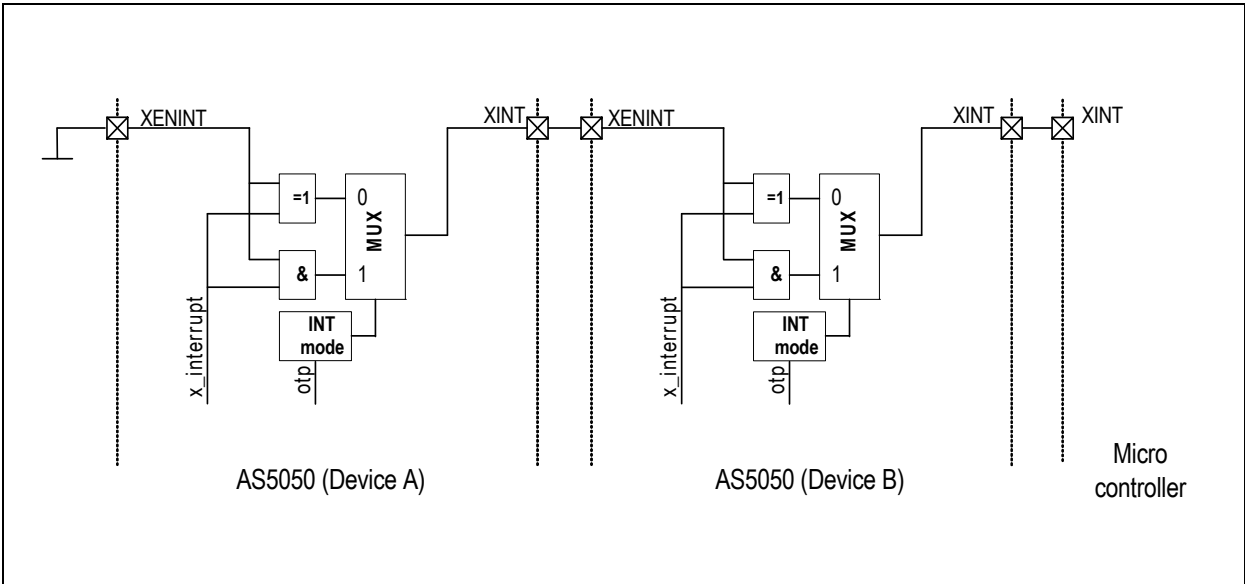 XENINT
XINT
XENINT
XINT
XINT
=1
0
MUX
&
1
INT
mode
x_interrupt
otp
=1
0
MUX
&
1
INT
mode
x_interrupt
otp
AS5050 (Device A)
AS5050 (Device B)
Micro
controller